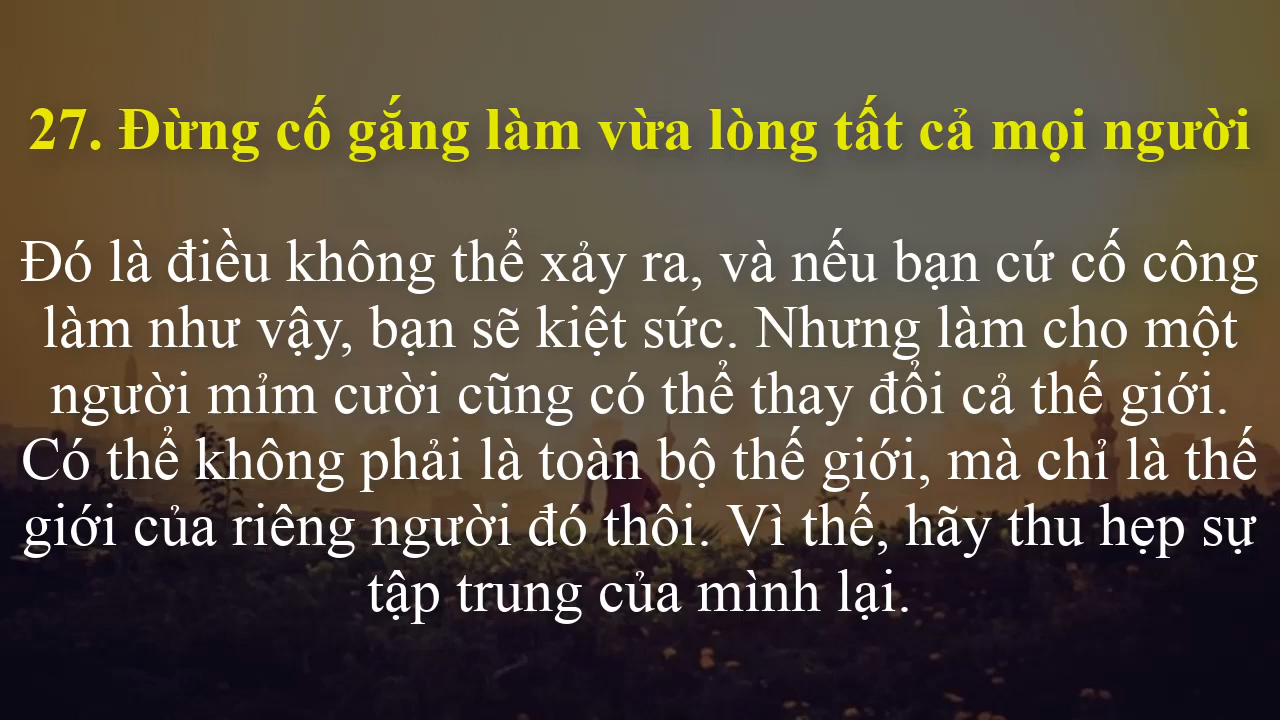 27. Đừng cố gắng làm vừa lòng tất cả mọi người
Đó là điều không thể xảy ra, và nếu bạn cứ cố công
làm như vậy, bạn sẽ kiệt sức. Nhưng làm cho một
người mỉm cười cũng có thể thay đổi cả thế giới.
Có thể không phải là toàn bộ thế giới, mà chỉ là thế
giới của riêng người đó thôi. Vì thế, hãy thu hẹp sự
tập trung của mình lại.